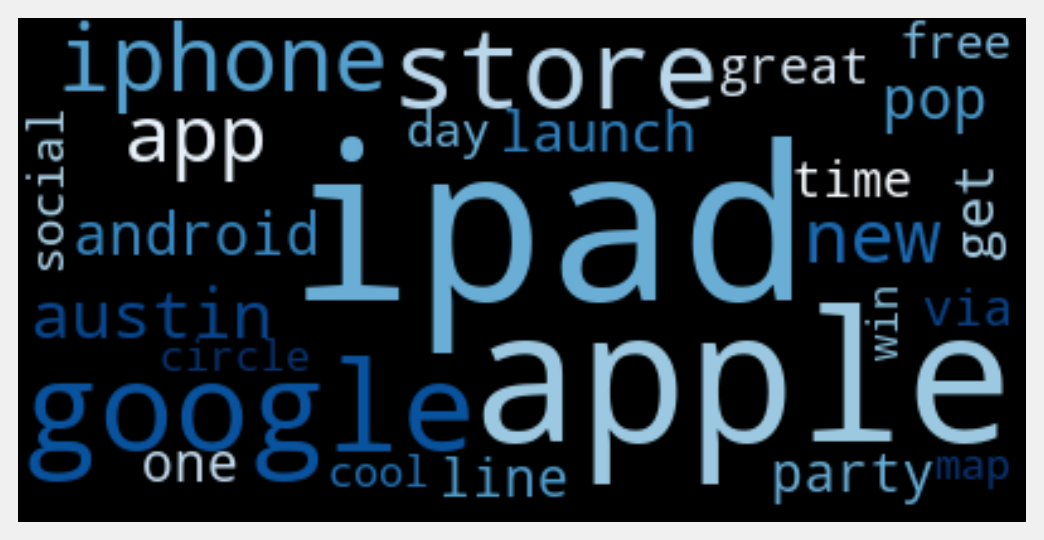 iphone
store
great
free
pop
app
day
launch
social
ipad
time
get
android
new
austin
win
via
circle
google
apple
one
cool
line
party
map